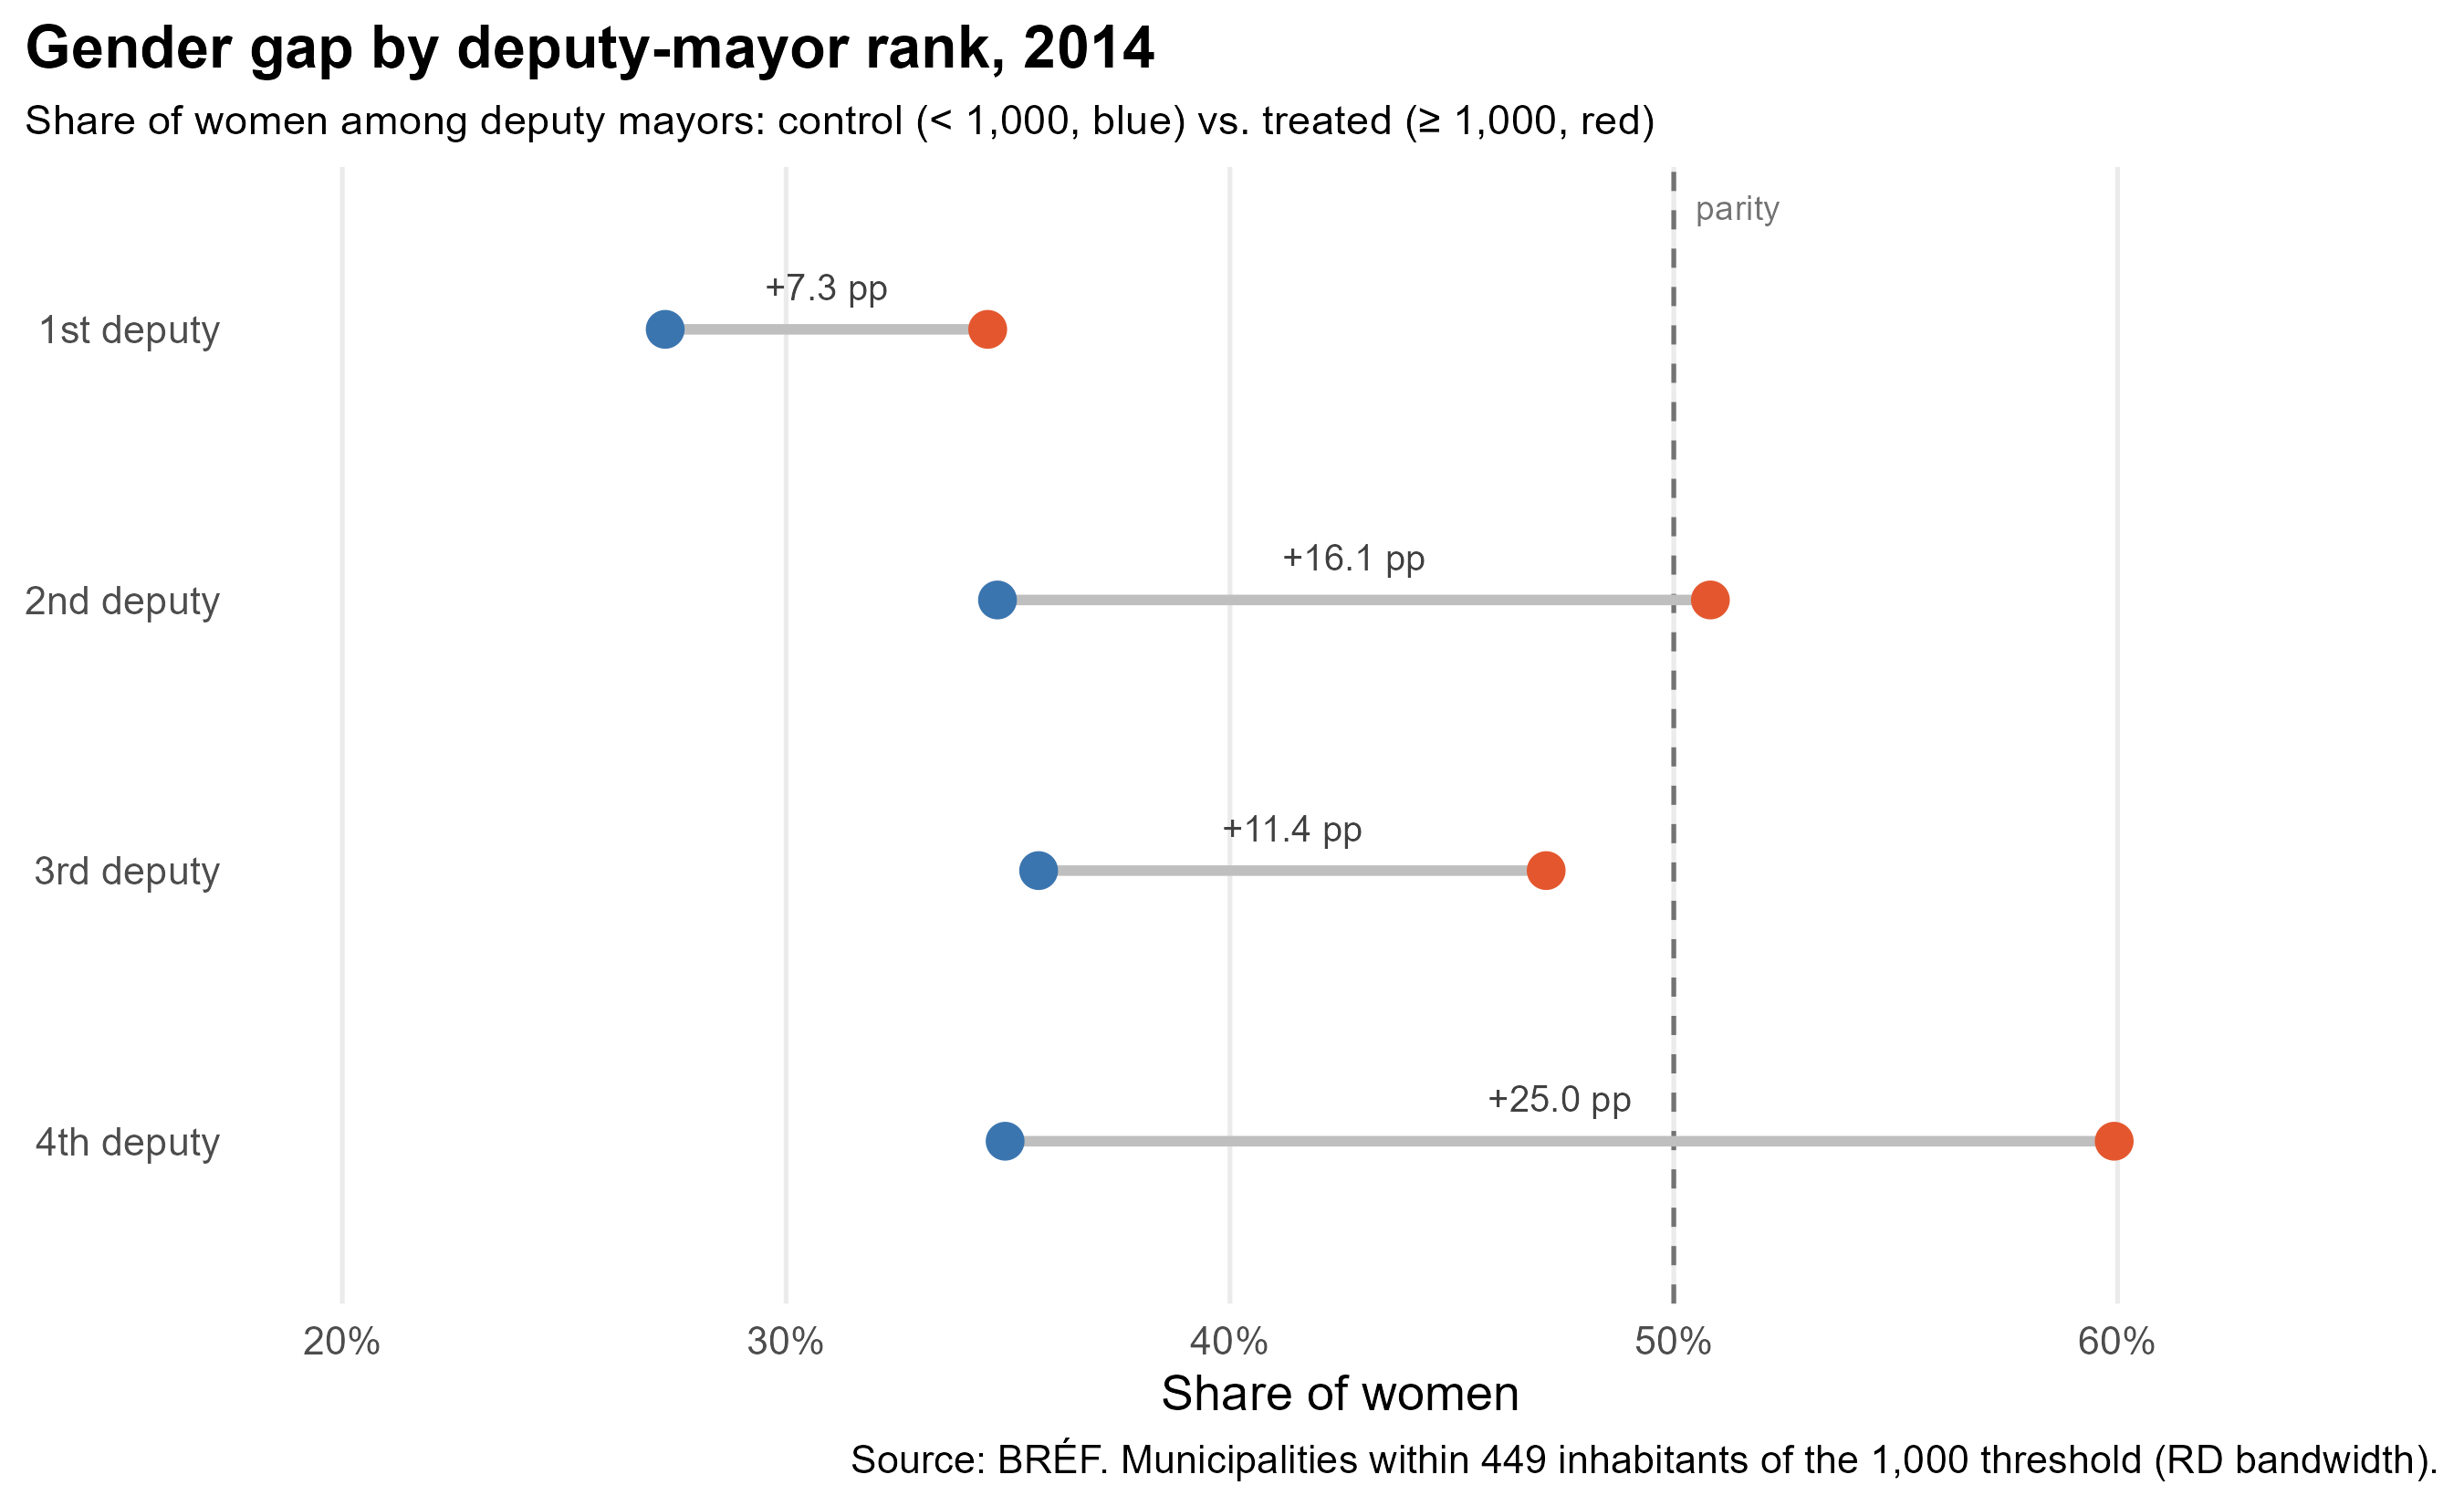 Gender gap by deputy-mayor rank, 2014
Share of women among deputy mayors: control (< 1,000, blue) vs. treated (≥ 1,000, red)
parity
+7.3 pp
1st deputy
+16.1 pp
2nd deputy
+11.4 pp
3rd deputy
+25.0 pp
4th deputy
20% 30% 40% 50% 60%
Share of women
Source: BRÉF. Municipalities within 449 inhabitants of the 1,000 threshold (RD bandwidth).